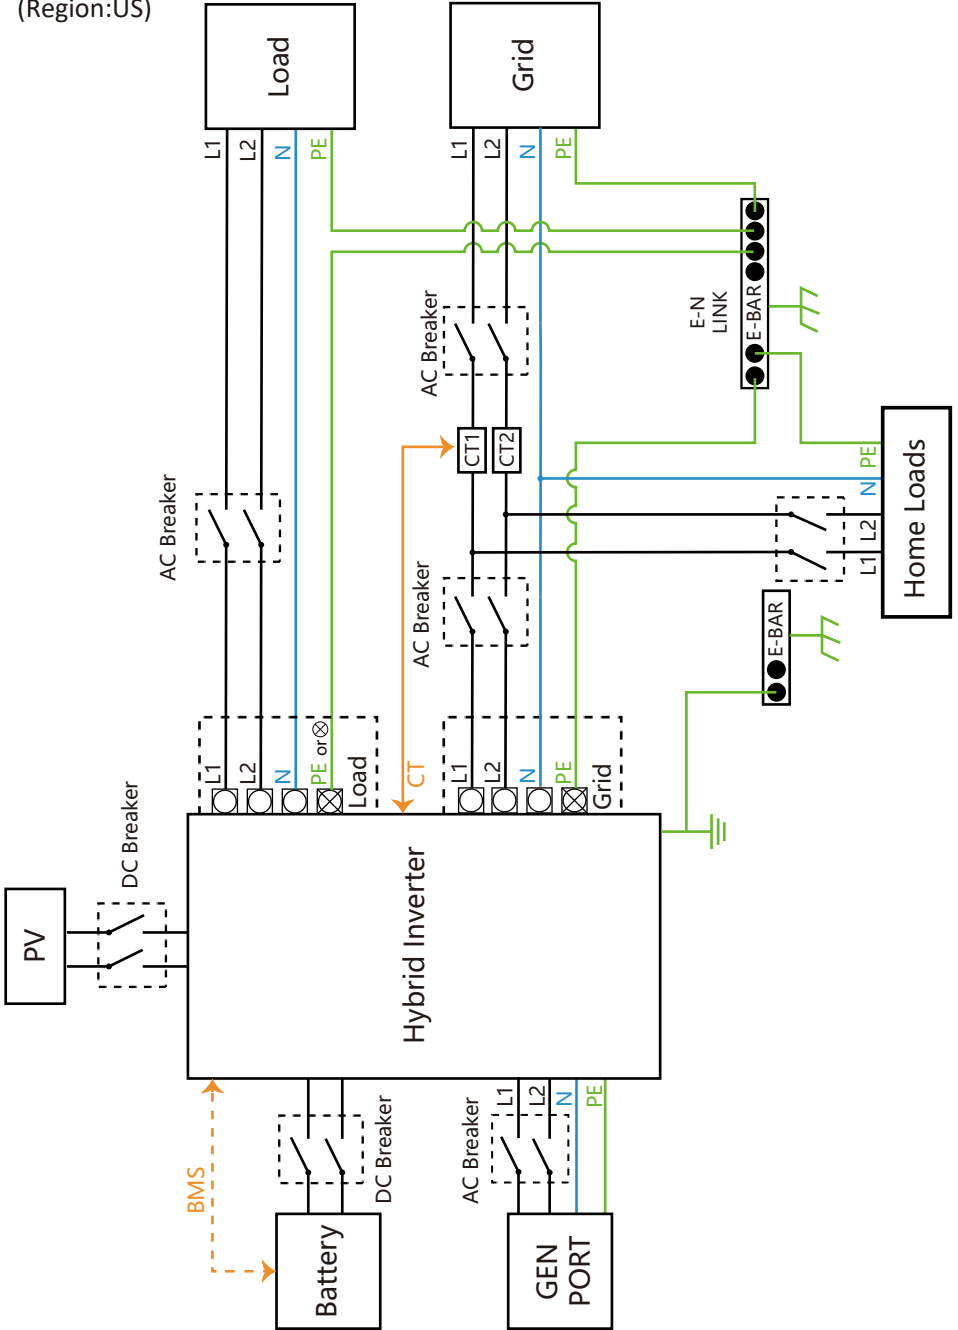 (Region:US)
Load
Grid
L1
L2
N
PE
L1
L2
N
PE
AC Breaker
E-N
LINK
E-BAR
CT1
CT2
AC Breaker
AC Breaker
PE
N
L2
L1
Home Loads
E-BAR
L1
L2
N
PE or
Load
CT
L1
L2
N
PE
Grid
DC Breaker
PV
Hybrid Inverter
BMS
DC Breaker
Battery
AC Breaker
L1
L2
N
PE
GEN
PORT